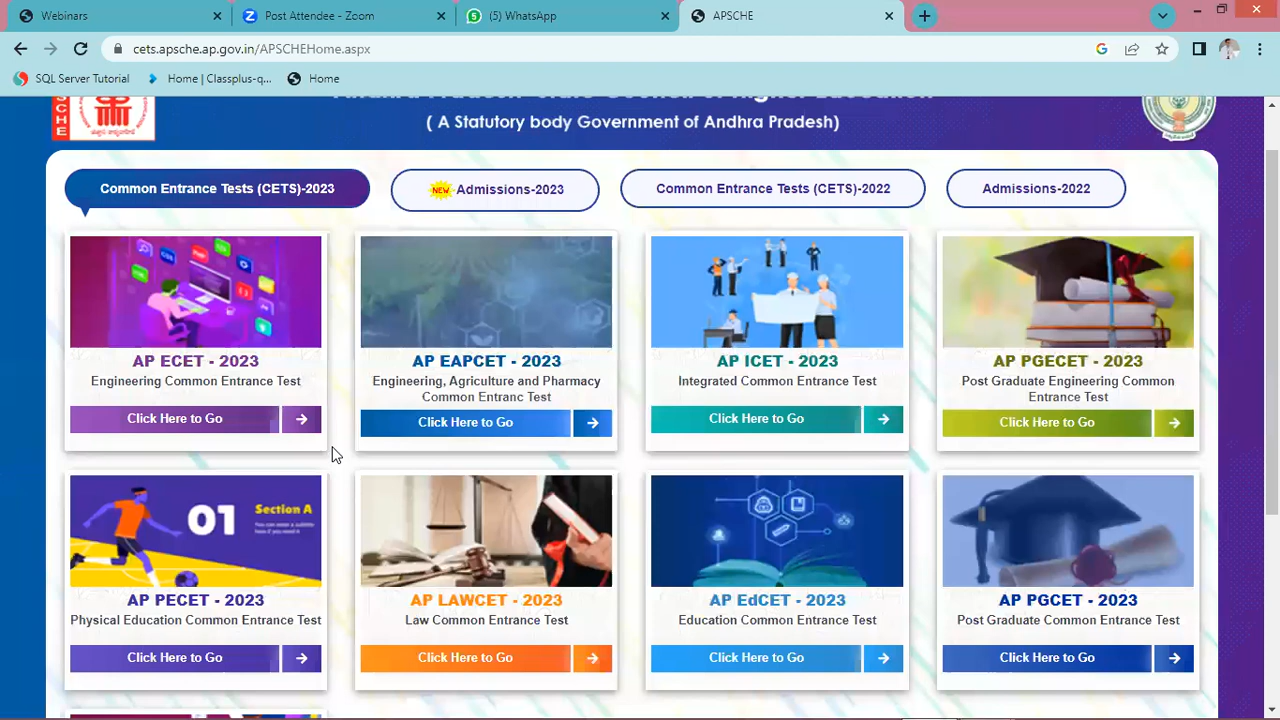 Webinars
Post Attendee - Zoom
(5) WhatsApp
APSCHE
cets.apsche.ap.gov.in/APSCHEHome.aspx
SQL Server Tutorial
Home | Classplus-q...
Home
( A Statutory body Government of Andhra Pradesh)
Common Entrance Tests (CETS)-2023
NEW Admissions-2023
Common Entrance Tests (CETS)-2022
Admissions-2022
AP ECET - 2023
Engineering Common Entrance Test
Click Here to Go
AP EAPCET - 2023
Engineering, Agriculture and Pharmacy
Common Entranc Test
Click Here to Go
AP ICET - 2023
Integrated Common Entrance Test
Click Here to Go
AP PGECET - 2023
Post Graduate Engineering Common
Entrance Test
Click Here to Go
01
Section A
AP PECET - 2023
Physical Education Common Entrance Test
Click Here to Go
AP LAWCET - 2023
Law Common Entrance Test
Click Here to Go
AP EdCET - 2023
Education Common Entrance Test
Click Here to Go
AP PGCET - 2023
Post Graduate Common Entrance Test
Click Here to Go